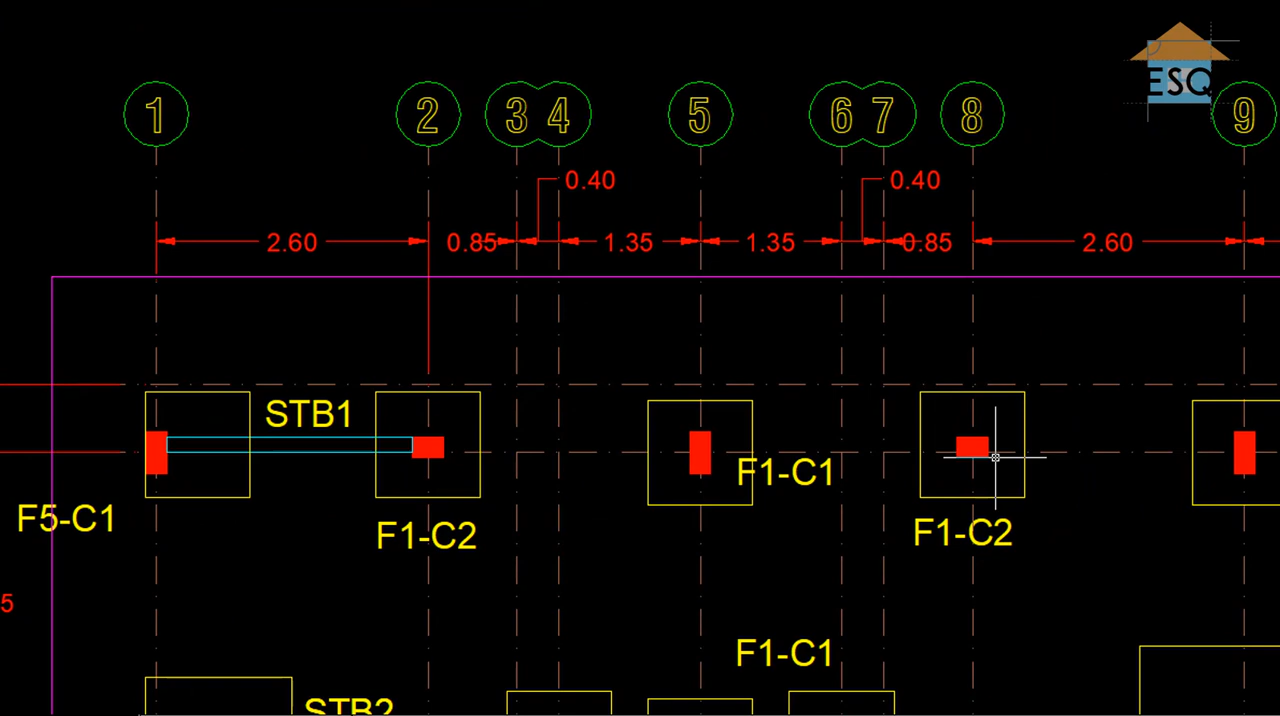 ESQ
1 2 3 4 5 6 7 8 9
0.40 0.40
2.60 0.85 1.35 1.35 0.85 2.60
STB1
F1-C1
F5-C1
F1-C2 F1-C2
5
F1-C1
STB2